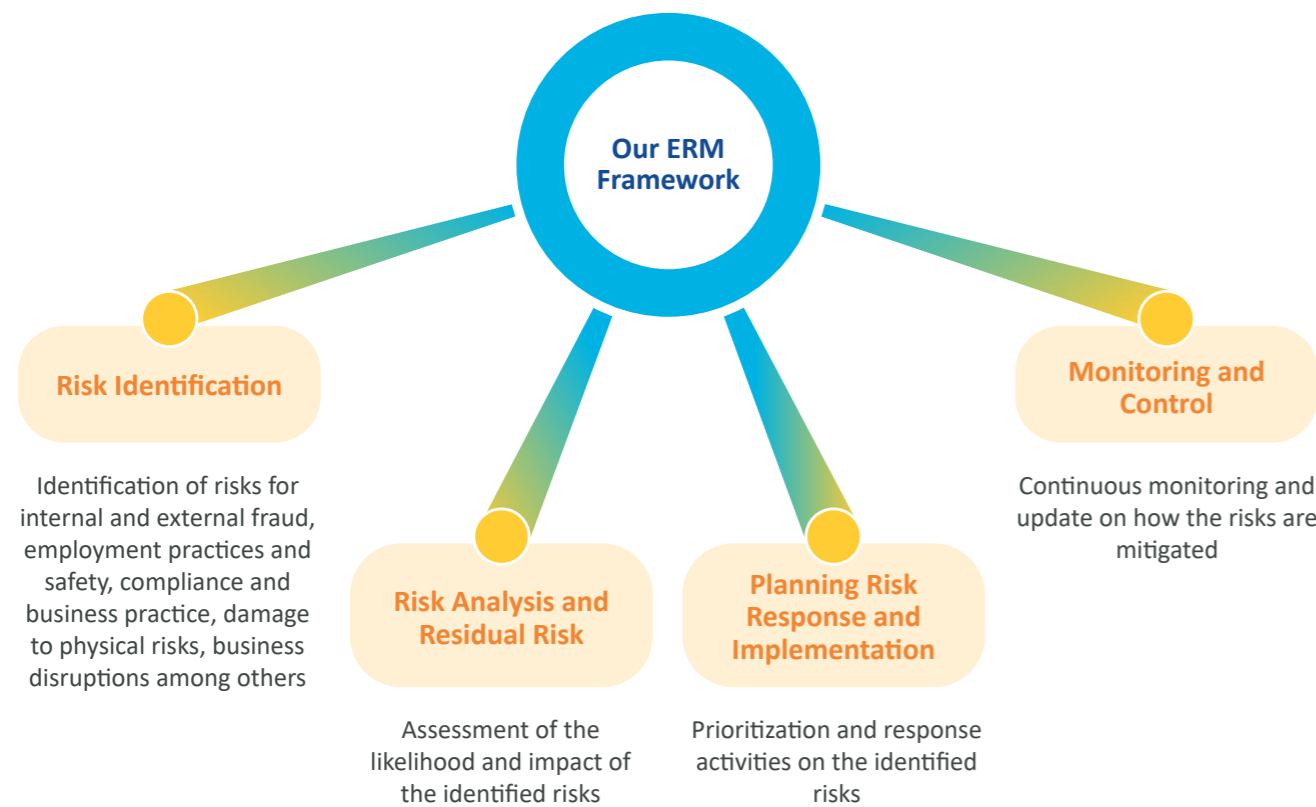 Our ERM
Framework
Risk Identification
Identification of risks for
internal and external fraud,
employment practices and
safety, compliance and
business practice, damage
to physical risks, business
disruptions among others
Risk Analysis and
Residual Risk
Assessment of the
likelihood and impact of
the identified risks
Planning Risk
Response and
Implementation
Prioritization and response
activities on the identified
risks
Monitoring and
Control
Continuous monitoring and
update on how the risks are
mitigated